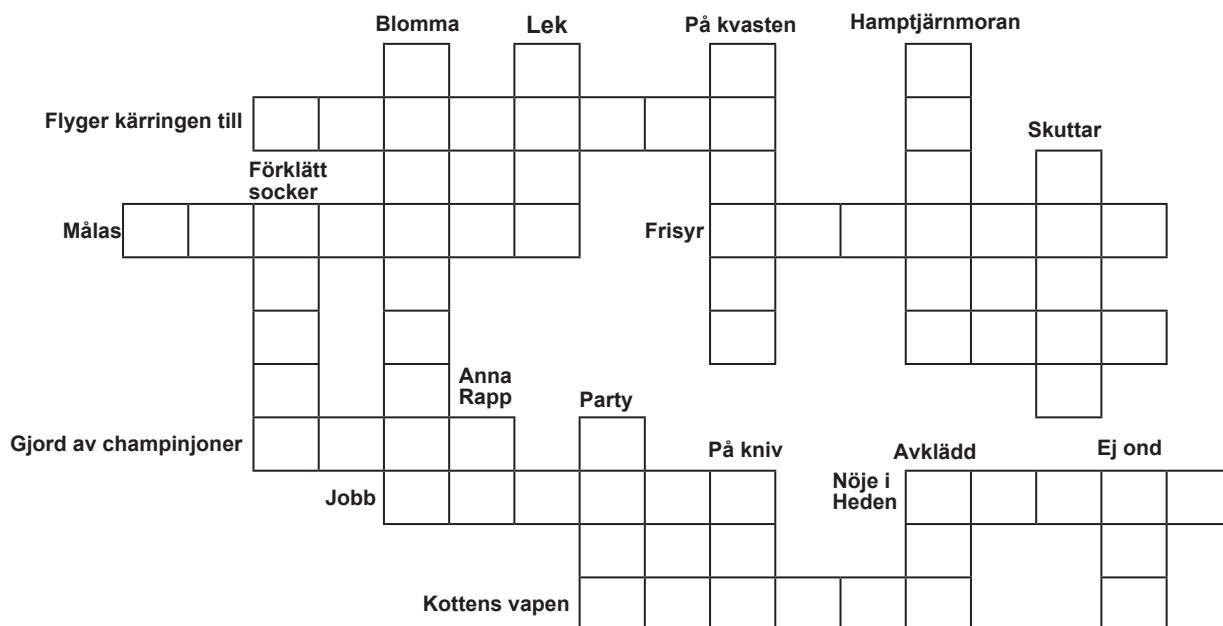 Blomma
Lek
På kvasten
Hamptjärnmoran
Flyger kärringen till
Skuttar
Förklätt
socker
Målas
Frisyr
Anna
Rapp
Party
Gjord av champinjoner
På kniv
Avklädd
Ej ond
Jobb
Nöje i
Heden
Kottens vapen